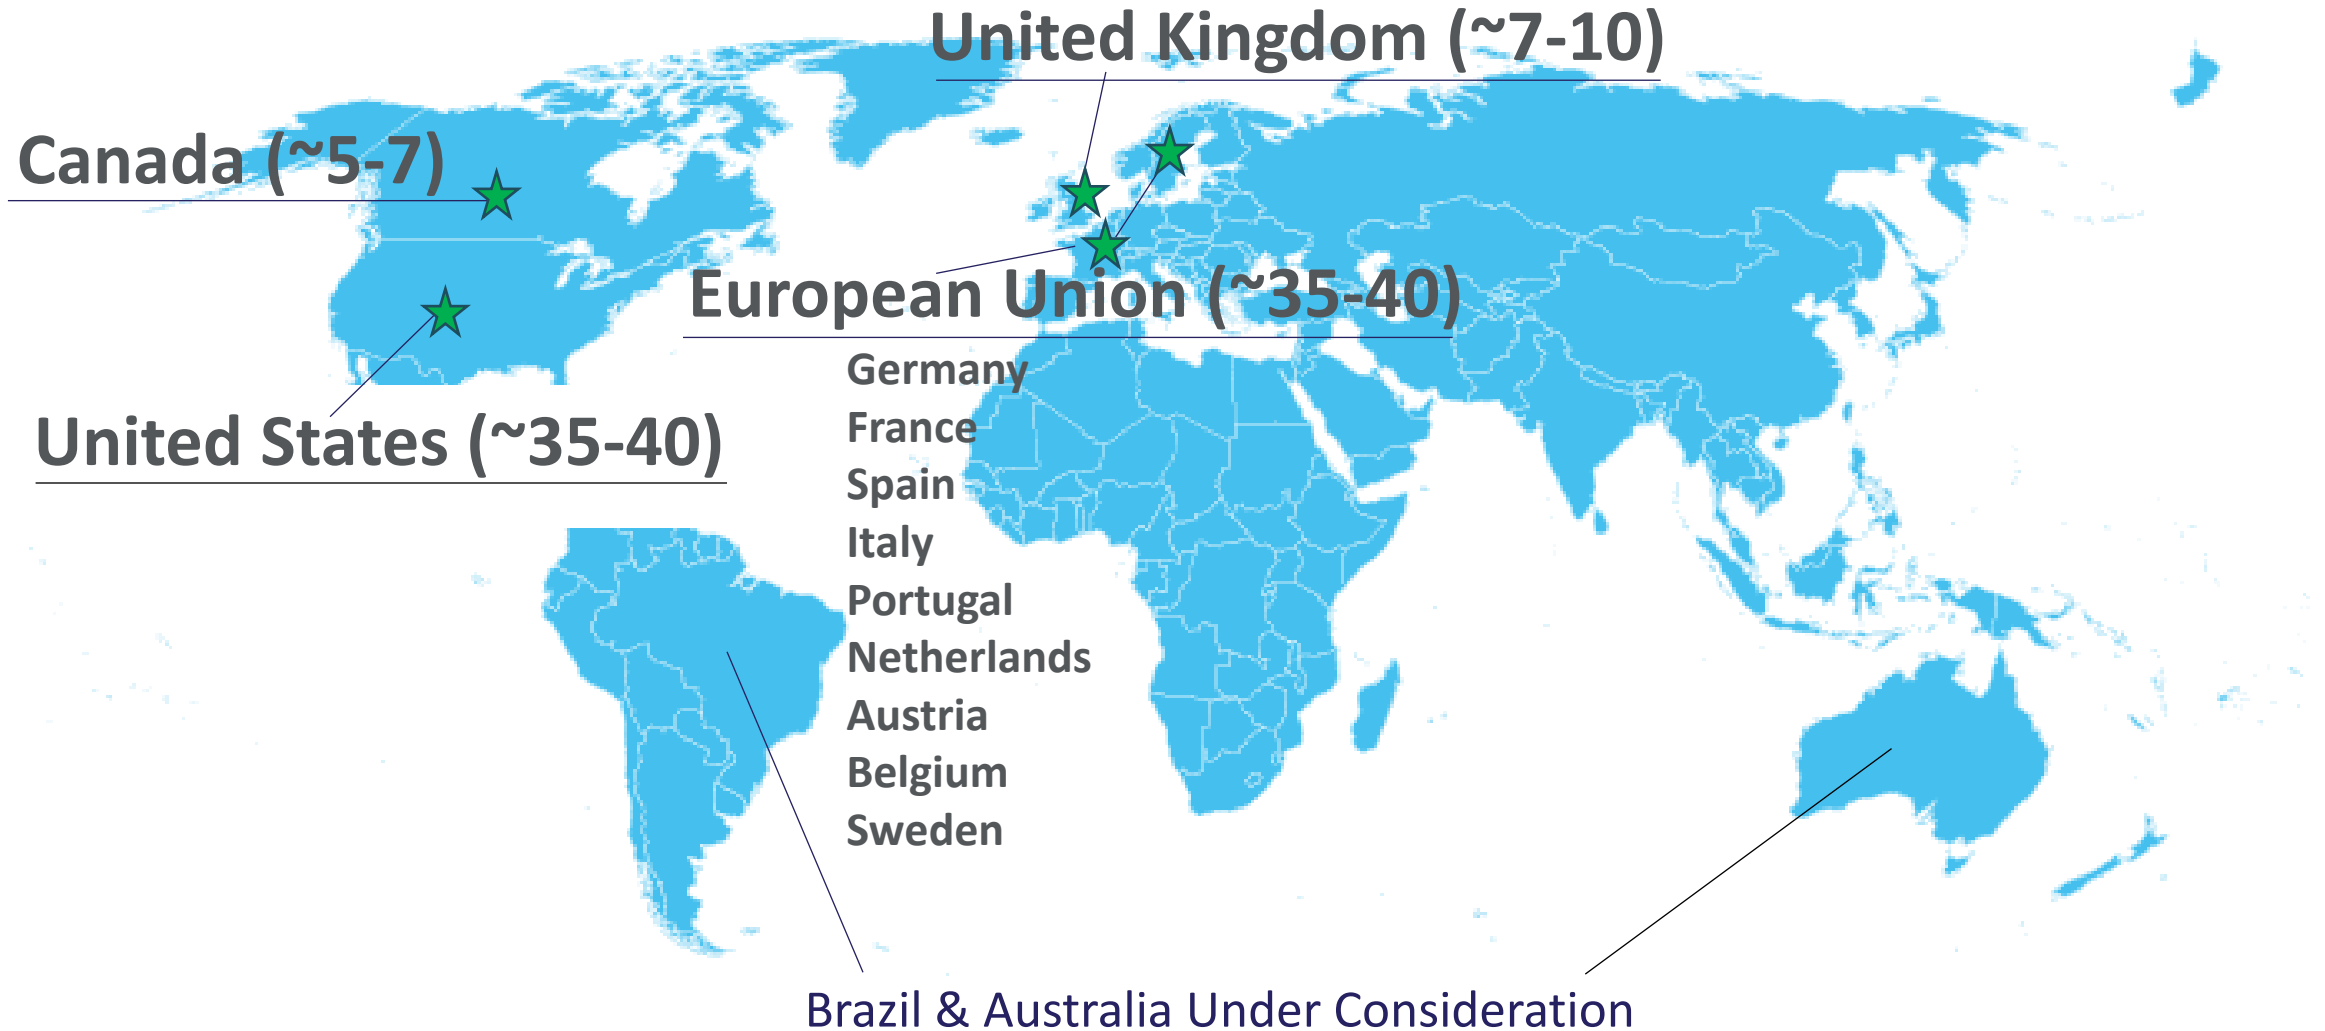 United Kingdom (~7-10)
Canada (~5-7)
European Union (~35-40)
Germany
France
Spain
Italy
Portugal
Netherlands
Austria
Belgium
Sweden
United States (~35-40)
Brazil & Australia Under Consideration